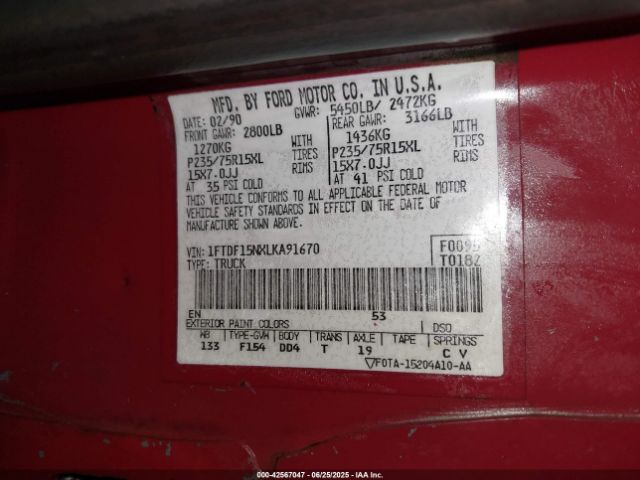 MFD. BY FORD MOTOR CO. IN U.S.A.
DATE: 02/90 GVWR: 5450LB/ 2472KG
FRONT GAWR: 2800LB REAR GAWR: 3166LB
1270KG WITH 1436KG WITH
P235/75R15XL TIRES P235/75R15XL TIRES
15X7.0JJ RIMS 15X7.0JJ RIMS
AT 35 PSI COLD AT 41 PSI COLD
THIS VEHICLE CONFORMS TO ALL APPLICABLE FEDERAL MOTOR
VEHICLE SAFETY STANDARDS IN EFFECT ON THE DATE OF
MANUFACTURE SHOWN ABOVE.
VIN: 1FTDF15NXLKA91670 F0095
TYPE: TRUCK T0182
EN 53
EXTERIOR PAINT COLORS DSO
WB TYPE-GVW BODY TRANS AXLE TAPE SPRINGS
133 F154 DD4 T 19 C V
▽F0TA-15204A10-AA
000-42567047 - 06/25/2025 - IAA Inc.